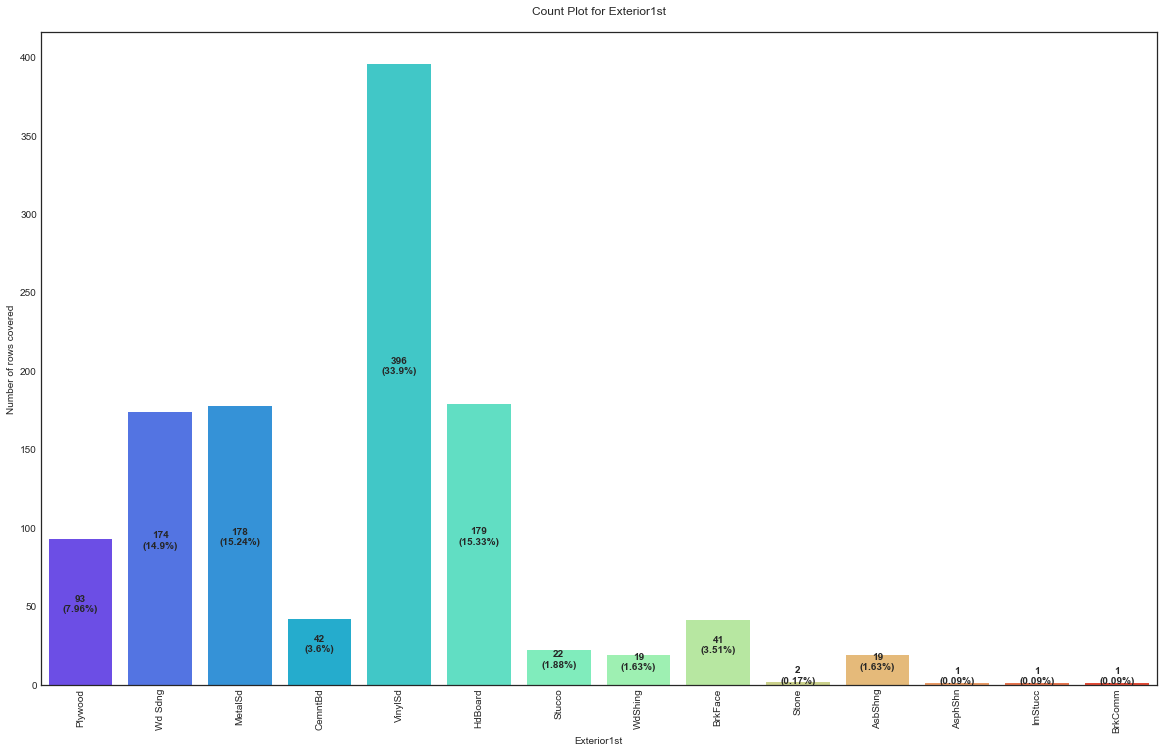 Count Plot for Exterior1st
Number of rows covered
400
350
300
250
200
150
100
50
0
93
(7.96%)
174
(14.9%)
178
(15.24%)
42
(3.6%)
396
(33.9%)
179
(15.33%)
22
(1.88%)
19
(1.63%)
41
(3.51%)
2
(0.17%)
19
(1.63%)
1
(0.09%)
1
(0.09%)
1
(0.09%)
Plywood
Wd Sdng
MetalSd
CemntBd
VinylSd
HdBoard
Stucco
WdShing
BrkFace
Stone
AsbShng
AsphShn
ImStucc
BrkComm
Exterior1st